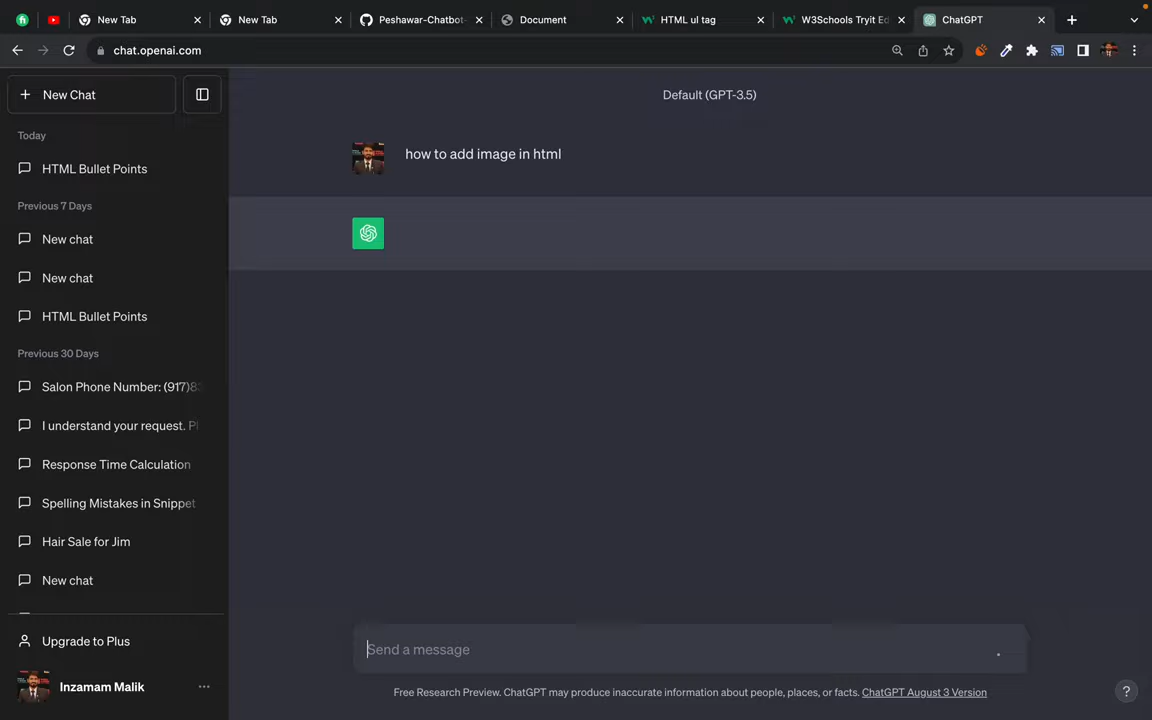 New Tab
New Tab
Peshawar-Chatbot-
Document
HTML ul tag
W3Schools Tryit Ed
ChatGPT
chat.openai.com
New Chat
Default (GPT-3.5)
Today
how to add image in html
HTML Bullet Points
Previous 7 Days
New chat
New chat
HTML Bullet Points
Previous 30 Days
Salon Phone Number: (917)83
I understand your request. Pl
Response Time Calculation
Spelling Mistakes in Snippet
Hair Sale for Jim
New chat
Upgrade to Plus
Send a message
Inzamam Malik
Free Research Preview. ChatGPT may produce inaccurate information about people, places, or facts. ChatGPT August 3 Version
?